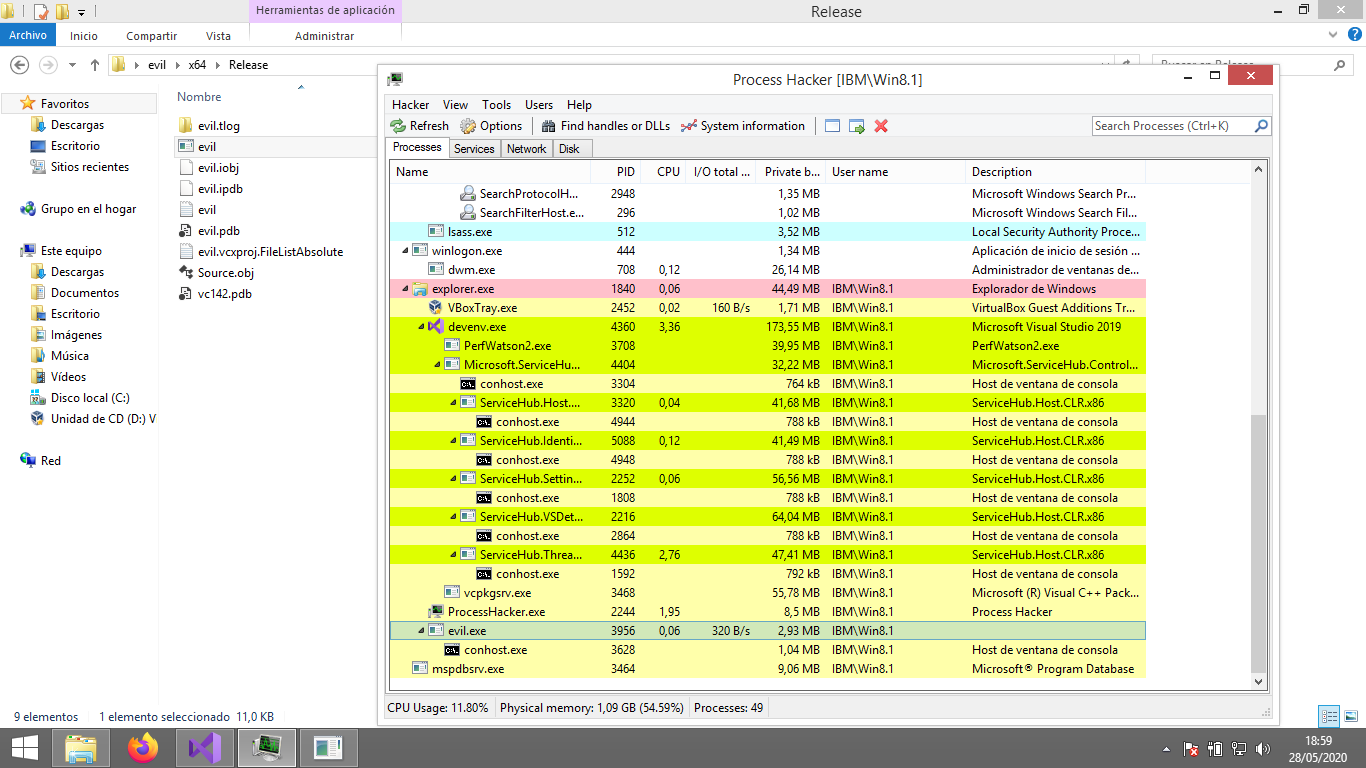 Herramientas de aplicación
Release
Archivo Inicio Compartir Vista Administrar
evil x64 Release
Buscar en Release
Favoritos
Descargas
Escritorio
Sitios recientes
Grupo en el hogar
Este equipo
Descargas
Documentos
Escritorio
Imágenes
Música
Vídeos
Disco local (C:)
Unidad de CD (D:) V
Red
Nombre
evil.tlog
evil
evil.iobj
evil.ipdb
evil
evil.pdb
evil.vcxproj.FileListAbsolute
Source.obj
vc142.pdb
9 elementos 1 elemento seleccionado 11,0 KB
Process Hacker [IBM\Win8.1]
Hacker View Tools Users Help
Refresh Options Find handles or DLLs System information Search Processes (Ctrl+K)
Processes Services Network Disk
Name PID CPU I/O total ... Private b... User name Description
SearchProtocolH... 2948 1,35 MB Microsoft Windows Search Pr...
SearchFilterHost.e... 296 1,02 MB Microsoft Windows Search Fil...
lsass.exe 512 3,52 MB Local Security Authority Proce...
winlogon.exe 444 1,34 MB Aplicación de inicio de sesión ...
dwm.exe 708 0,12 26,14 MB Administrador de ventanas de...
explorer.exe 1840 0,06 44,49 MB IBM\Win8.1 Explorador de Windows
VBoxTray.exe 2452 0,02 160 B/s 1,71 MB IBM\Win8.1 VirtualBox Guest Additions Tr...
devenv.exe 4360 3,36 173,55 MB IBM\Win8.1 Microsoft Visual Studio 2019
PerfWatson2.exe 3708 39,95 MB IBM\Win8.1 PerfWatson2.exe
Microsoft.ServiceHu... 4404 32,22 MB IBM\Win8.1 Microsoft.ServiceHub.Control...
conhost.exe 3304 764 kB IBM\Win8.1 Host de ventana de consola
ServiceHub.Host.... 3320 0,04 41,68 MB IBM\Win8.1 ServiceHub.Host.CLR.x86
conhost.exe 4944 788 kB IBM\Win8.1 Host de ventana de consola
ServiceHub.Identi... 5088 0,12 41,49 MB IBM\Win8.1 ServiceHub.Host.CLR.x86
conhost.exe 4948 788 kB IBM\Win8.1 Host de ventana de consola
ServiceHub.Settin... 2252 0,06 56,56 MB IBM\Win8.1 ServiceHub.Host.CLR.x86
conhost.exe 1808 788 kB IBM\Win8.1 Host de ventana de consola
ServiceHub.VSDet... 2216 64,04 MB IBM\Win8.1 ServiceHub.Host.CLR.x86
conhost.exe 2864 788 kB IBM\Win8.1 Host de ventana de consola
ServiceHub.Threa... 4436 2,76 47,41 MB IBM\Win8.1 ServiceHub.Host.CLR.x86
conhost.exe 1592 792 kB IBM\Win8.1 Host de ventana de consola
vcpkgsrv.exe 3468 55,78 MB IBM\Win8.1 Microsoft (R) Visual C++ Pack...
ProcessHacker.exe 2244 1,95 8,5 MB IBM\Win8.1 Process Hacker
evil.exe 3956 0,06 320 B/s 2,93 MB IBM\Win8.1
conhost.exe 3628 1,04 MB IBM\Win8.1 Host de ventana de consola
mspdbsrv.exe 3464 9,06 MB IBM\Win8.1 Microsoft® Program Database
CPU Usage: 11.80% Physical memory: 1,09 GB (54.59%) Processes: 49
18:59
28/05/2020